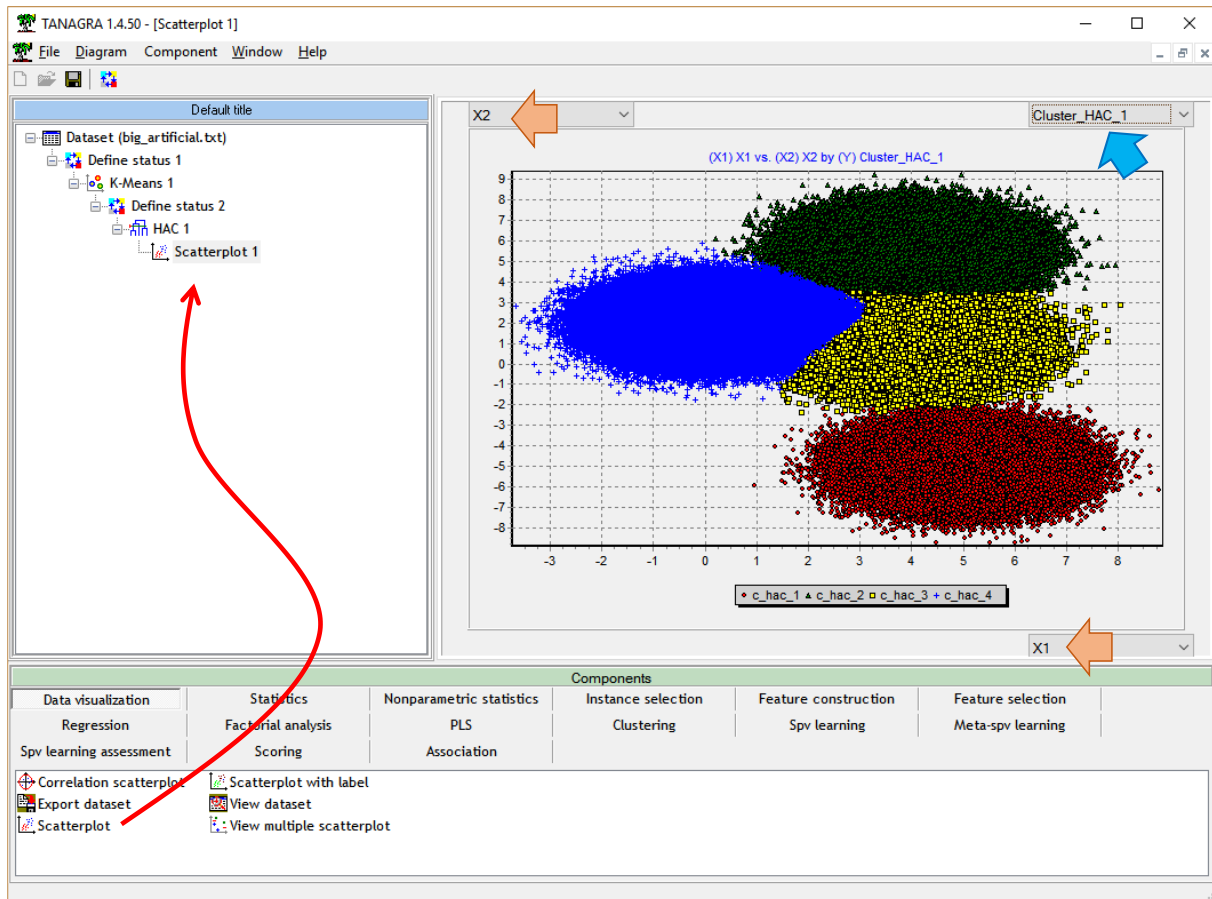 TANAGRA 1.4.50 - [Scatterplot 1]
File Diagram Component Window Help
Default title
Dataset (big_artificial.txt)
Define status 1
K-Means 1
Define status 2
HAC 1
Scatterplot 1
X2
Cluster_HAC_1
(X1) X1 vs. (X2) X2 by (Y) Cluster_HAC_1
9
8
7
6
5
4
3
2
1
0
-1
-2
-3
-4
-5
-6
-7
-8
-3 -2 -1 0 1 2 3 4 5 6 7 8
c_hac_1 c_hac_2 c_hac_3 c_hac_4
X1
Components
Data visualization Statistics Nonparametric statistics Instance selection Feature construction Feature selection
Regression Factorial analysis PLS Clustering Spv learning Meta-spv learning
Spv learning assessment Scoring Association
Correlation scatterplot Scatterplot with label
Export dataset View dataset
Scatterplot View multiple scatterplot